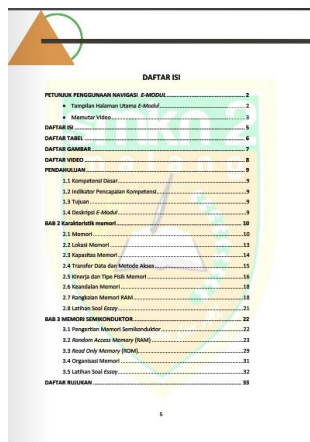 DAFTAR ISI
PETUNJUK PENGGUNAAN NAVIGASI E-MODUL ........ 2
• Tampilan Halaman Utama E-Modul ........ 2
• Memutar Video ........ 3
DAFTAR ISI ........ 5
DAFTAR TABEL ........ 6
DAFTAR GAMBAR ........ 7
DAFTAR VIDEO ........ 8
PENDAHULUAN ........ 9
1.1 Kompetensi Dasar ........ 9
1.2 Indikator Pencapaian Kompetensi ........ 9
1.3 Tujuan ........ 9
1.4 Deskripsi E-Modul ........ 9
BAB 2 Karakteristik memori ........ 10
2.1 Memori ........ 10
2.2 Lokasi Memori ........ 13
2.3 Kapasitas Memori ........ 14
2.4 Transfer Data dan Metode Akses ........ 15
2.5 Kinerja dan Tipe Fisik Memori ........ 16
2.6 Keandalan Memori ........ 18
2.7 Rangkaian Memori RAM ........ 18
2.8 Latihan Soal Essay ........ 21
BAB 3 MEMORI SEMIKONDUKTOR ........ 22
3.1 Pengertian Memori Semikonduktor ........ 22
3.2 Random Access Memory (RAM) ........ 23
3.3 Read Only Memory (ROM) ........ 29
3.4 Organisasi Memori ........ 31
3.5 Latihan Soal Essay ........ 32
DAFTAR RUJUKAN ........ 33
smkn 2
malang
5